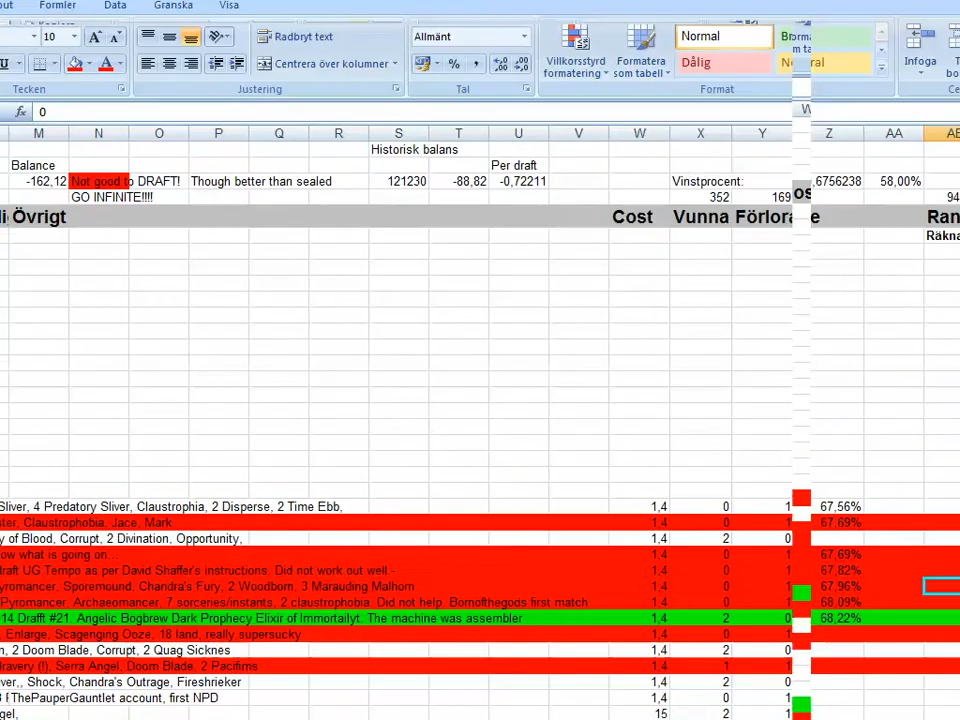 out Formler Data Granska Visa
10 A A Radbryt text Allmänt Normal
U A Centrera över kolumner % Villkorsstyd formatering Formatera som tabell Dålig Infoga
Tecken Justering Tal Format
fx 0
M N O P Q R S T U V W X Y Z AA AB
Historisk balans
Balance Per draft
-162,12 Not good to DRAFT! Though better than sealed 121230 -88,82 -0,72211 Vinstprocent: ,6756238 58,00%
GO INFINITE!!!! 352 169 94
Övrigt Cost Vunna Förlora e Ran
Räkna
Sliver, 4 Predatory Sliver, Claustrophia, 2 Disperse, 2 Time Ebb, 1,4 0 1 67,56%
ster, Claustrophobia, Jace, Mark 1,4 0 1 67,69%
y of Blood, Corrupt, 2 Divination, Opportunity, 1,4 2 0
ow what is going on... 1,4 0 1 67,69%
draft UG Tempo as per David Shaffer's instructions. Did not work out well - 1,4 0 1 67,82%
yromancer, Sporemound, Chandra's Fury, 2 Woodborn, 3 Marauding Malhom 1,4 0 1 67,96%
Pyromancer, Archaeomancer, 7 sorceries/instants, 2 claustrophobia. Did not help. Bornofthegods first match 1,4 0 1 68,09%
14 Drafft #21. Angelic Bogbrew Dark Prophecy Elixir of Immortailyt. The machine was assembler 1,4 2 0 68,22%
, Enlarge, Scagenging Ooze, 18 land, really supersucky 1,4 0 1
n, 2 Doom Blade, Corrupt, 2 Quag Sicknes 1,4 2 0
dravery (!), Serra Angel, Doom Blade, 2 Pacifims 1,4 1 1
ver,, Shock, Chandra's Outrage, Fireshrieker 1,4 2 0
ThePauperGauntlet account, first NPD 1,4 0 1
gel, 15 2 1